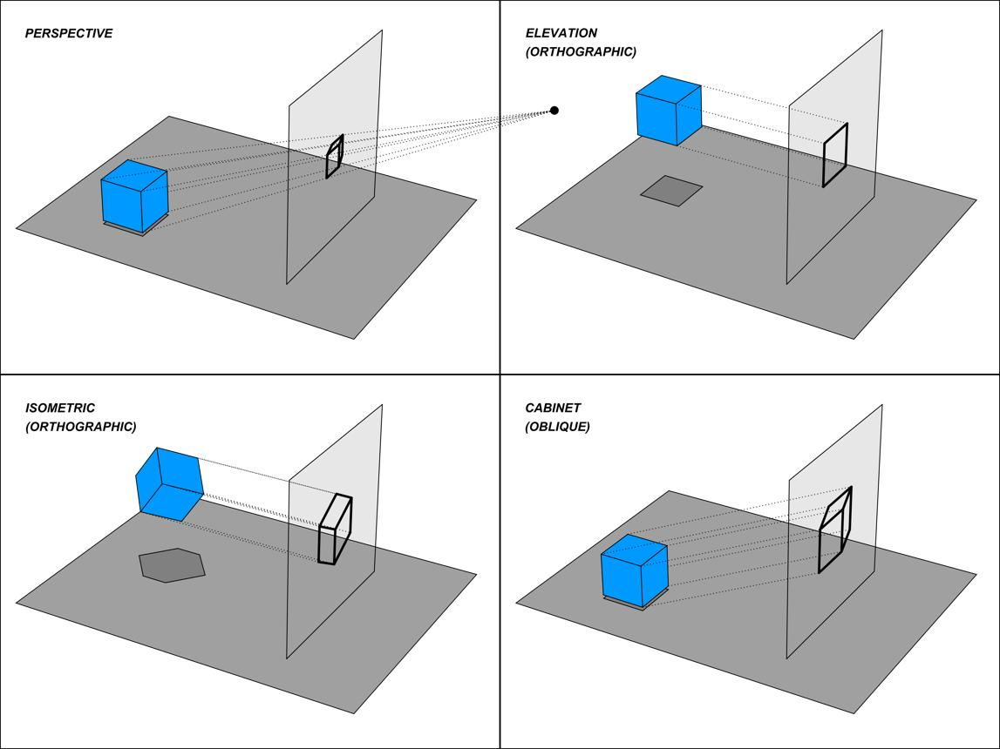 PERSPECTIVE
ELEVATION
(ORTHOGRAPHIC)
ISOMETRIC
(ORTHOGRAPHIC)
CABINET
(OBLIQUE)